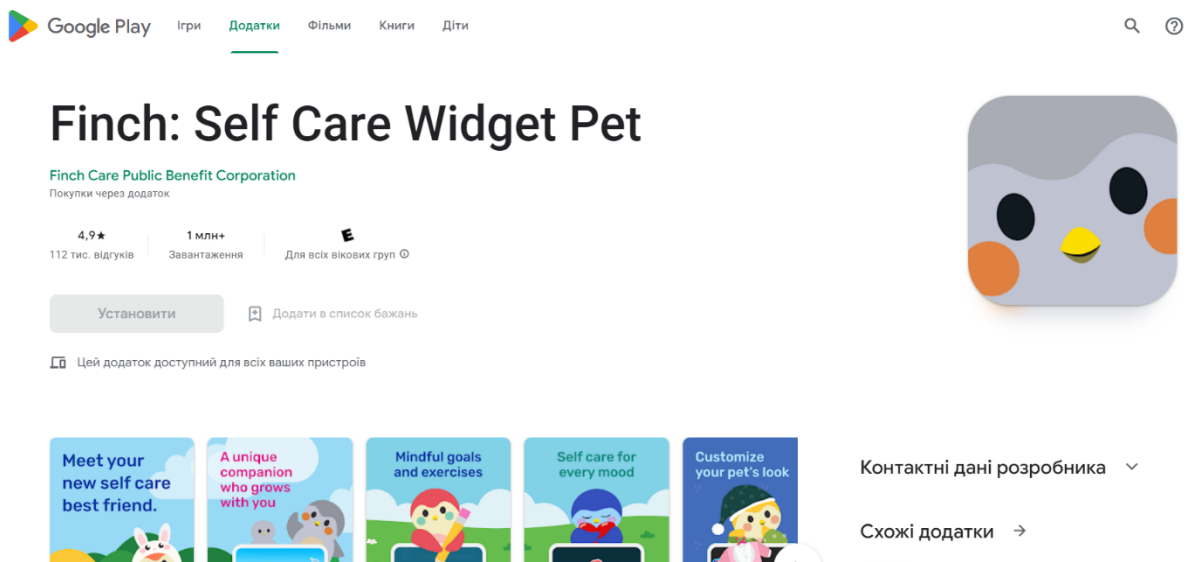 Google Play
Ігри
Додатки
Фільми
Книги
Діти
Finch: Self Care Widget Pet
Finch Care Public Benefit Corporation
Покупки через додаток
4,9★
112 тис. відгуків
1 млн+
Завантаження
E
Для всіх вікових груп
Установити
Додати в список бажань
Цей додаток доступний для всіх ваших пристроїв
Meet your
new self care
best friend.
A unique
companion
who grows
with you
Mindful goals
and exercises
Self care for
every mood
Customize
your pet's look
Контактні дані розробника
Схожі додатки